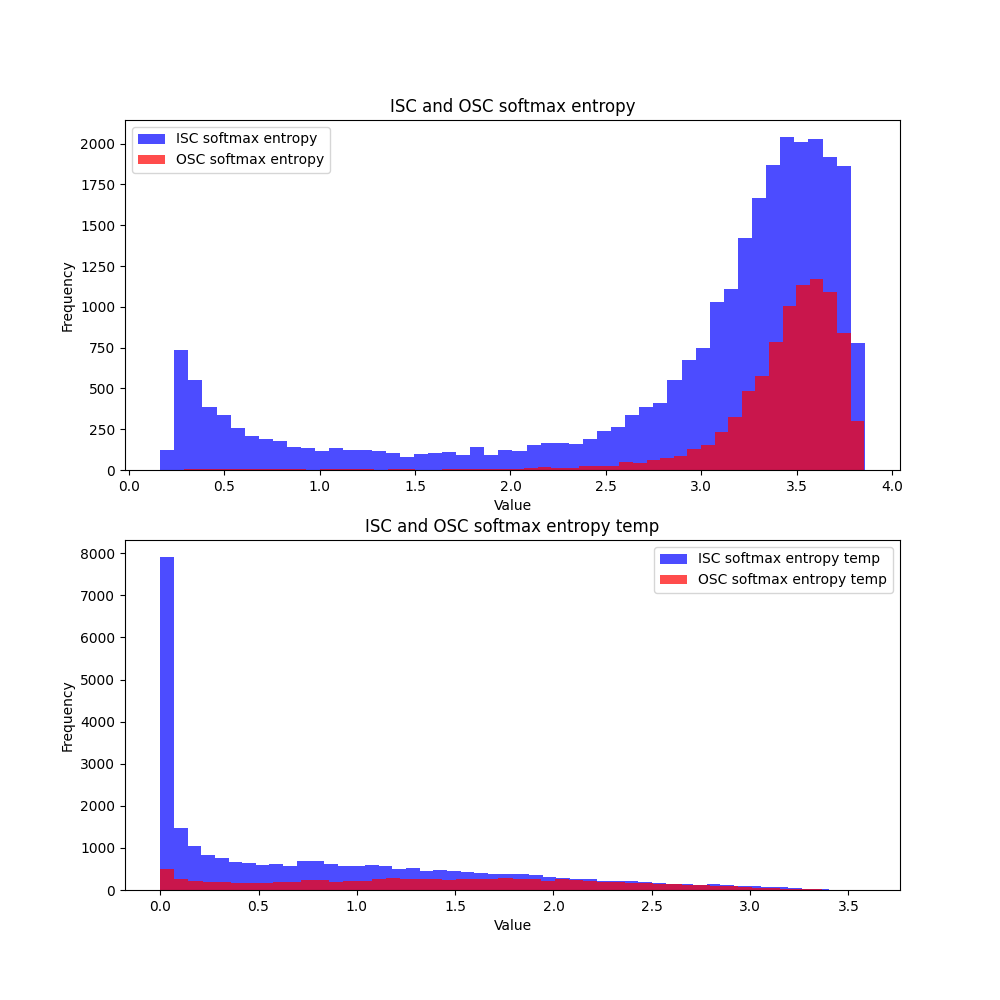 ISC and OSC softmax entropy
ISC softmax entropy
OSC softmax entropy
2000
1750
1500
1250
1000
750
500
250
0
Frequency
0.0 0.5 1.0 1.5 2.0 2.5 3.0 3.5 4.0
Value
ISC and OSC softmax entropy temp
ISC softmax entropy temp
OSC softmax entropy temp
8000
7000
6000
5000
4000
3000
2000
1000
0
Frequency
0.0 0.5 1.0 1.5 2.0 2.5 3.0 3.5
Value